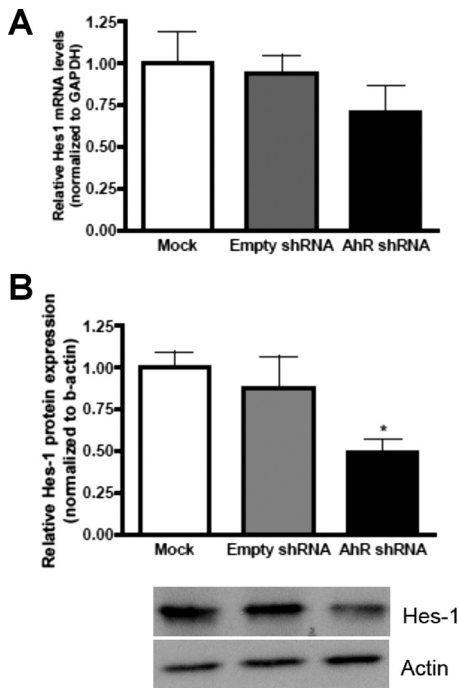 A
Relative Hes1 mRNA levels
(normalized to GAPDH)
1.25
1.00
0.75
0.50
0.25
0.00
Mock Empty shRNA AhR shRNA
B
Relative Hes-1 protein expression
(normalized to b-actin)
1.25
1.00
0.75
0.50
0.25
0.00
*
Mock Empty shRNA AhR shRNA
Hes-1
Actin